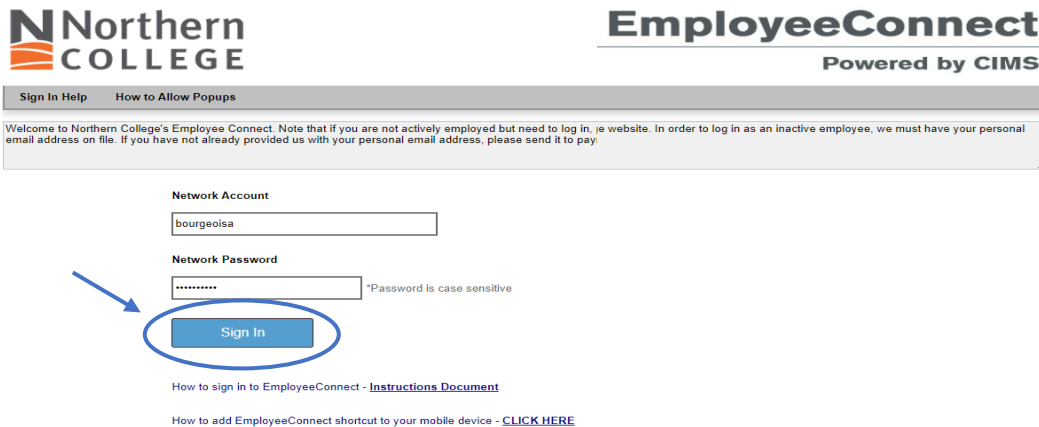 Northern EmployeeConnect
COLLEGE Powered by CIMS
Sign In Help How to Allow Popups
Welcome to Northern College's Employee Connect. Note that if you are not actively employed but need to log in, e website. In order to log in as an inactive employee, we must have your personal
email address on file. If you have not already provided us with your personal email address, please send it to pay
Network Account
bourgeoisa
Network Password
•••••••••• *Password is case sensitive
Sign In
How to sign in to EmployeeConnect - Instructions Document
How to add EmployeeConnect shortcut to your mobile device - CLICK HERE